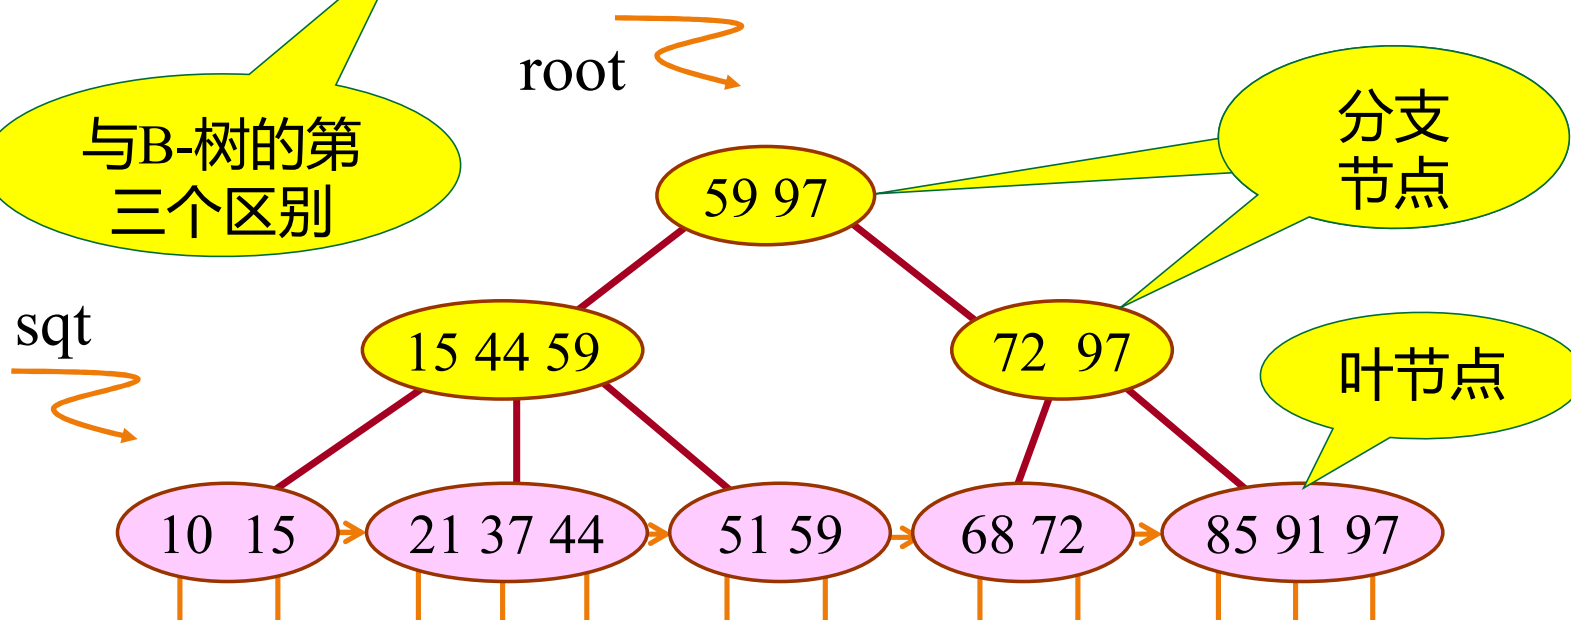 root
与B-树的第
三个区别
分支
节点
59 97
sqt
15 44 59
72 97
叶节点
10 15
21 37 44
51 59
68 72
85 91 97